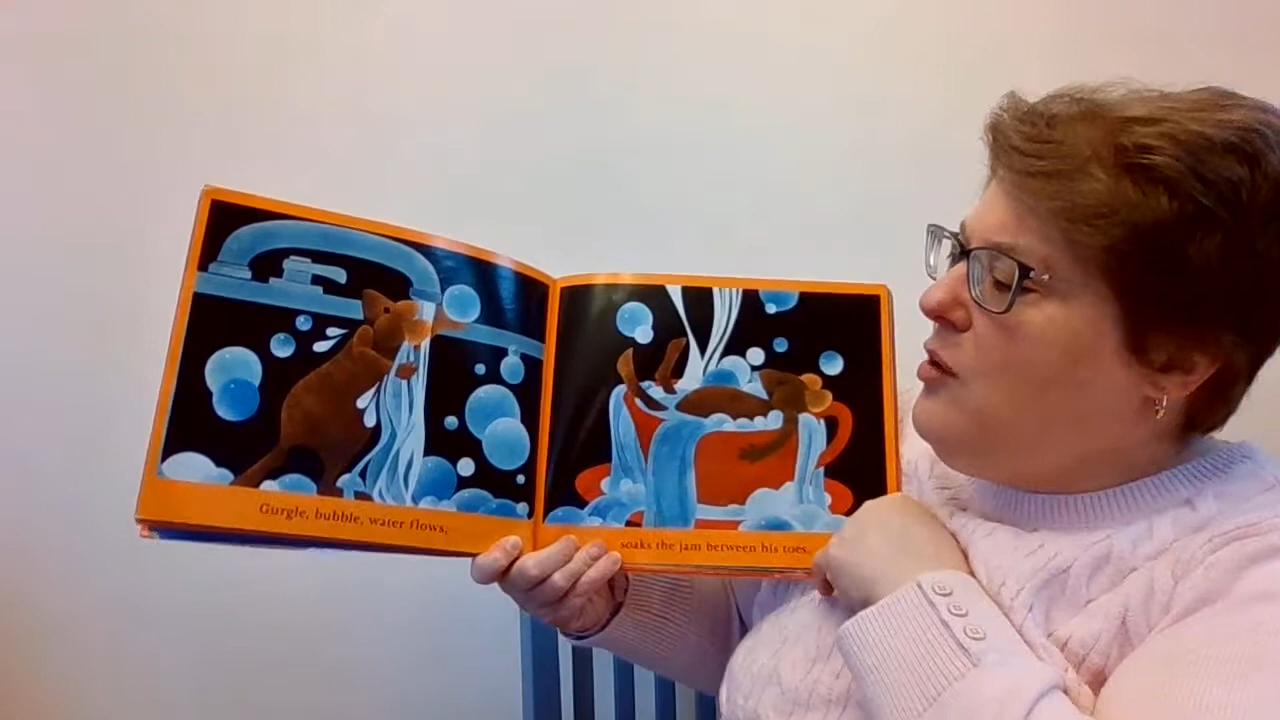 Gurgle, bubble, water flows,
soaks the jam between his toes.